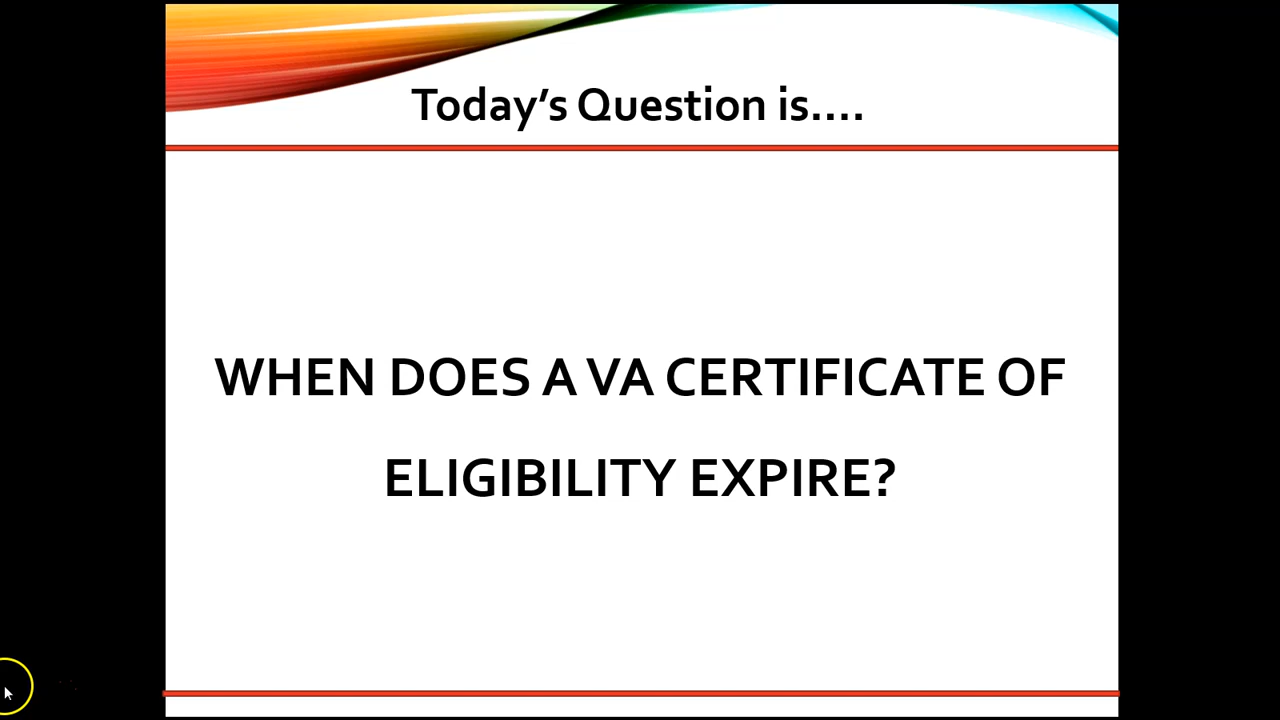 Today’s Question is....
WHEN DOES A VA CERTIFICATE OF
ELIGIBILITY EXPIRE?